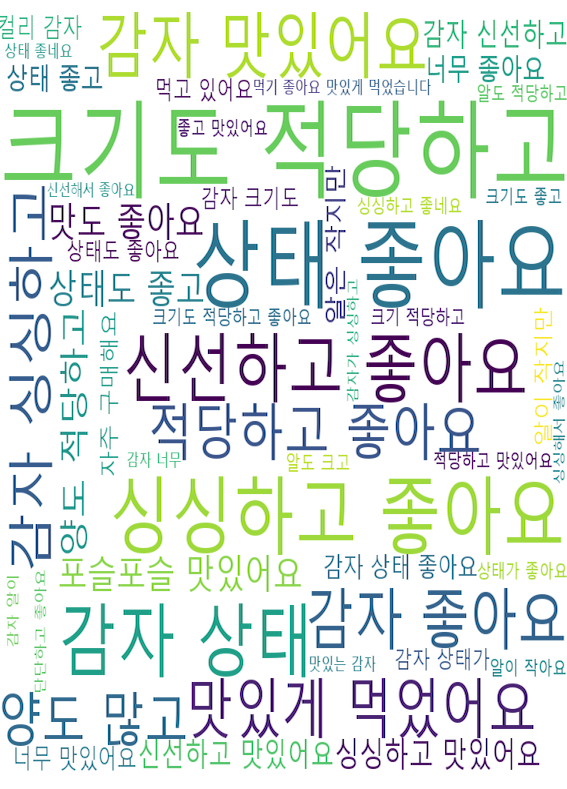 컬리 감자
감자 맛있어요
감자 신선하고
상태 좋네요
너무 좋아요
상태 좋고
먹고 있어요
먹기 좋아요
맛있게 먹었습니다
알도 적당하고
크기도 적당하고
좋고 맛있어요
신선해서 좋아요
감자 크기도
싱싱하고 좋네요
크기도 좋고
알은 작지만
감자 싱싱하고
맛도 좋아요
상태도 좋아요
상태 좋아요
상태도 좋고
감자가 싱싱하고
크기도 적당하고 좋아요
크기 적당하고
양도 적당하고
자주 구매해요
신선하고 좋아요
알이 작지만
싱싱해서 좋아요
적당하고 좋아요
감자 너무
알도 크고
적당하고 맛있어요
싱싱하고 좋아요
포슬포슬 맛있어요
감자 상태 좋아요
상태가 좋아요
감자 알이
단단하고 좋아요
감자 상태
감자 좋아요
맛있는 감자
감자 상태가
알이 작아요
양도 많고
맛있게 먹었어요
너무 맛있어요
신선하고 맛있어요
싱싱하고 맛있어요